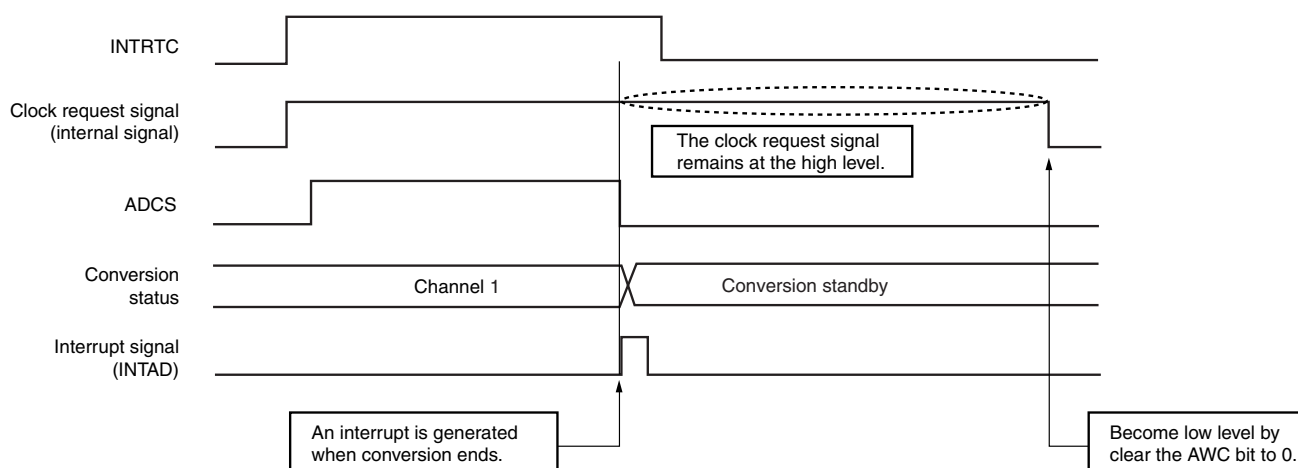 INTRTC
Clock request signal
(internal signal)
The clock request signal
remains at the high level.
ADCS
Conversion
status
Channel 1
Conversion standby
Interrupt signal
(INTAD)
An interrupt is generated
when conversion ends.
Become low level by
clear the AWC bit to 0.